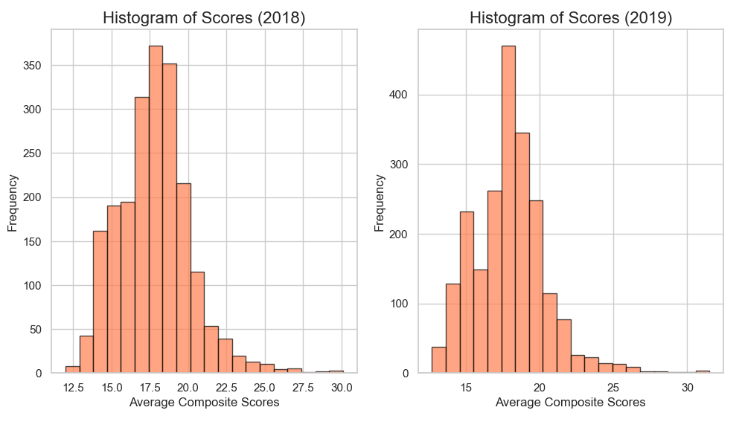 Histogram of Scores (2018)
350
300
250
200
150
100
50
0
Frequency
12.5 15.0 17.5 20.0 22.5 25.0 27.5 30.0
Average Composite Scores
Histogram of Scores (2019)
400
300
200
100
0
Frequency
15 20 25 30
Average Composite Scores